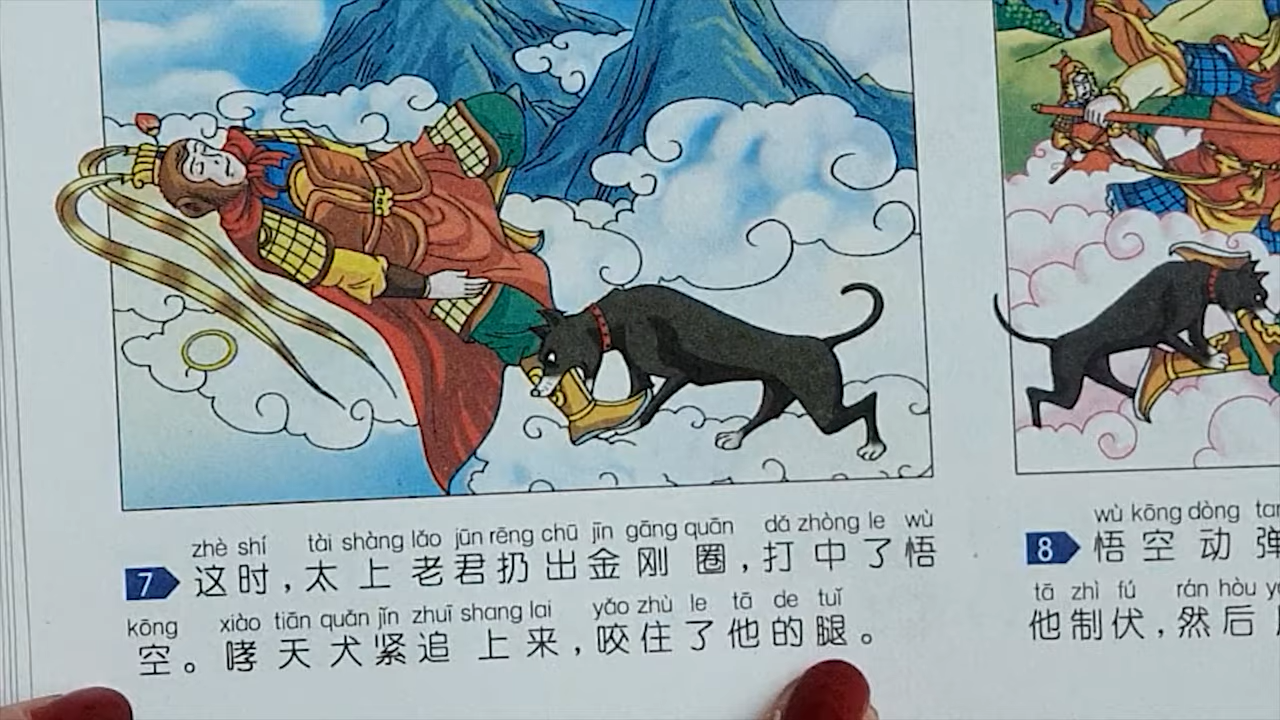 zhè shí tài shàng lǎo jūn rēng chū jīn gāng quān dǎ zhòng le wù
7 这时，太上老君扔出金刚圈，打中了悟
kōng xiào tiān quǎn jǐn zhuī shang lai yǎo zhù le tā de tuǐ
空。哮天犬紧追上来，咬住了他的腿。
wù kōng dòng tan
8 悟空动弹
tā zhì fú rán hòu
他制伏，然后